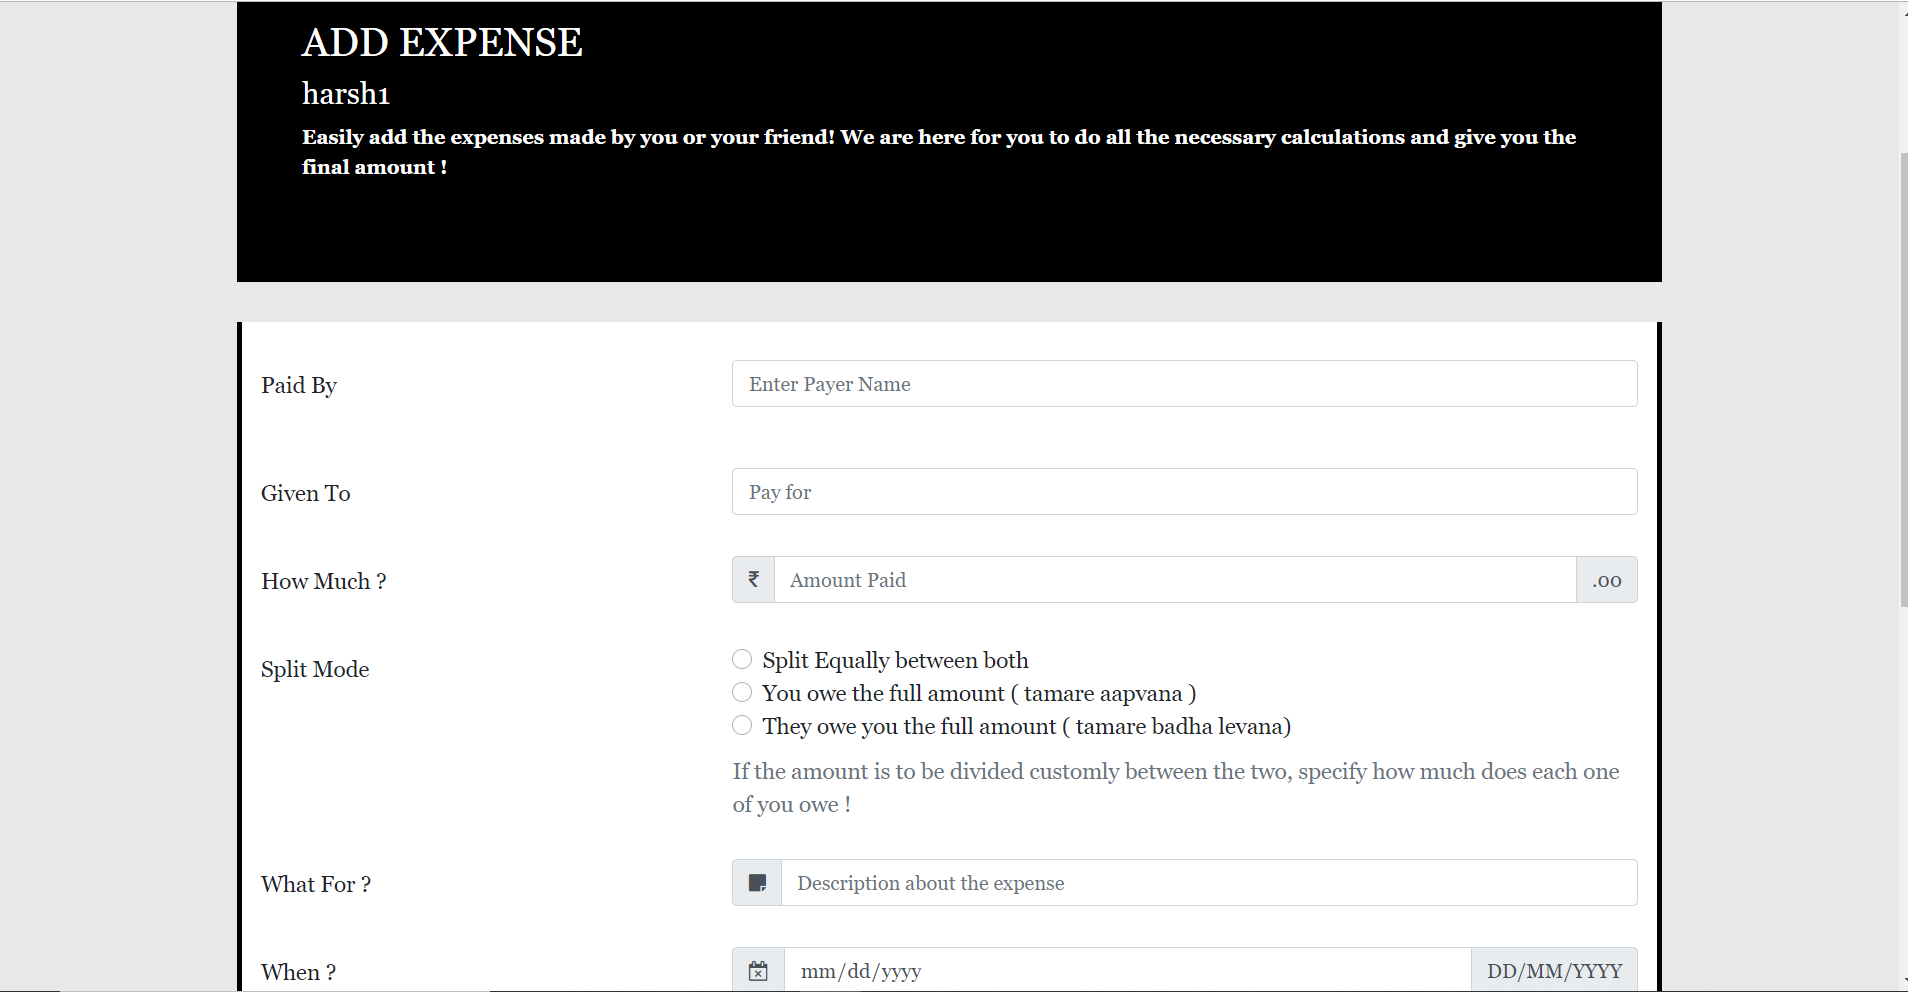 ADD EXPENSE
harsh1
Easily add the expenses made by you or your friend! We are here for you to do all the necessary calculations and give you the
final amount !
Paid By
Enter Payer Name
Given To
Pay for
How Much ?
₹ Amount Paid .00
Split Mode
Split Equally between both
You owe the full amount ( tamare aapvana )
They owe you the full amount ( tamare badha levana)
If the amount is to be divided customly between the two, specify how much does each one
of you owe !
What For ?
Description about the expense
When ?
mm/dd/yyyy DD/MM/YYYY